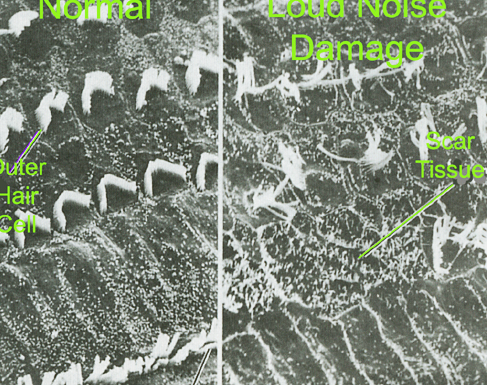 Normal
Loud Noise
Damage
Outer
Hair
Cell
Scar
Tissue